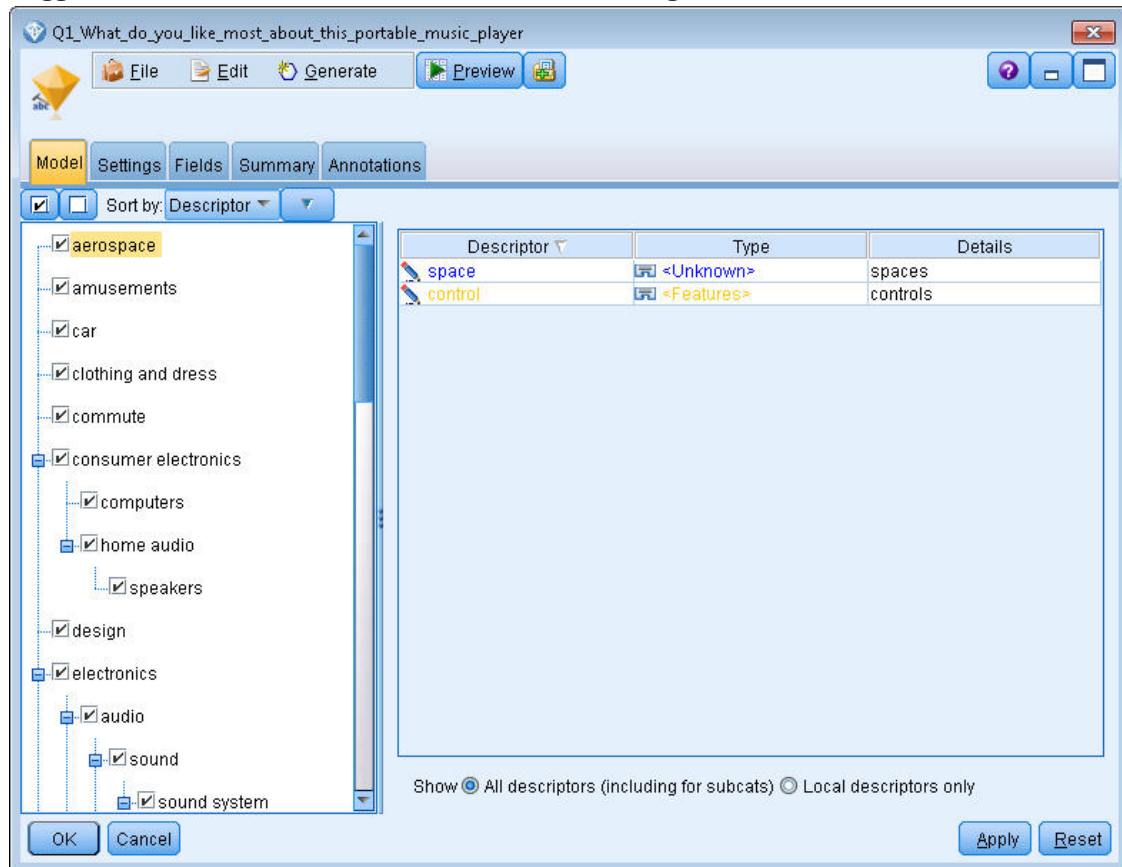 Q1_What_do_you_like_most_about_this_portable_music_player
File Edit Generate Preview
abc
Model Settings Fields Summary Annotations
Sort by: Descriptor
aerospace
amusements
car
clothing and dress
commute
consumer electronics
computers
home audio
speakers
design
electronics
audio
sound
sound system
Descriptor Type Details
space <Unknown> spaces
control <Features> controls
Show All descriptors (including for subcats) Local descriptors only
OK Cancel Apply Reset